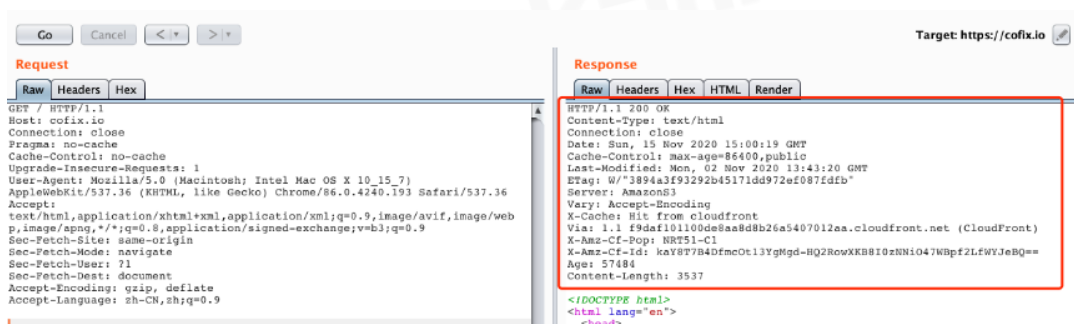 Go
Cancel
<
>
Target: https://cofix.io
Request
Raw
Headers
Hex
GET / HTTP/1.1
Host: cofix.io
Connection: close
Pragma: no-cache
Cache-Control: no-cache
Upgrade-Insecure-Requests: 1
User-Agent: Mozilla/5.0 (Macintosh; Intel Mac OS X 10_15_7)
AppleWebKit/537.36 (KHTML, like Gecko) Chrome/86.0.4240.193 Safari/537.36
Accept:
text/html,application/xhtml+xml,application/xml;q=0.9,image/avif,image/web
p,image/apng,*/*;q=0.8,application/signed-exchange;v=b3;q=0.9
Sec-Fetch-Site: same-origin
Sec-Fetch-Mode: navigate
Sec-Fetch-User: ?1
Sec-Fetch-Dest: document
Accept-Encoding: gzip, deflate
Accept-Language: zh-CN,zh;q=0.9
Response
Raw
Headers
Hex
HTML
Render
HTTP/1.1 200 OK
Content-Type: text/html
Connection: close
Date: Sun, 15 Nov 2020 15:00:19 GMT
Cache-Control: max-age=86400,public
Last-Modified: Mon, 02 Nov 2020 13:43:20 GMT
ETag: W/"3894a3f93292b45171dd972ef087fdfb"
Server: AmazonS3
Vary: Accept-Encoding
X-Cache: Hit from cloudfront
Via: 1.1 f9daf101100de8aa8d8b26a5407012aa.cloudfront.net (CloudFront)
X-Amz-Cf-Pop: NRT51-C1
X-Amz-Cf-Id: kaY8T7B4DfmcOt13YgMgd-HQ2RowXKB8I0zNNiO47WBpf2LfWYJeBQ==
Age: 57484
Content-Length: 3537
<!DOCTYPE html>
<html lang="en">
<head>